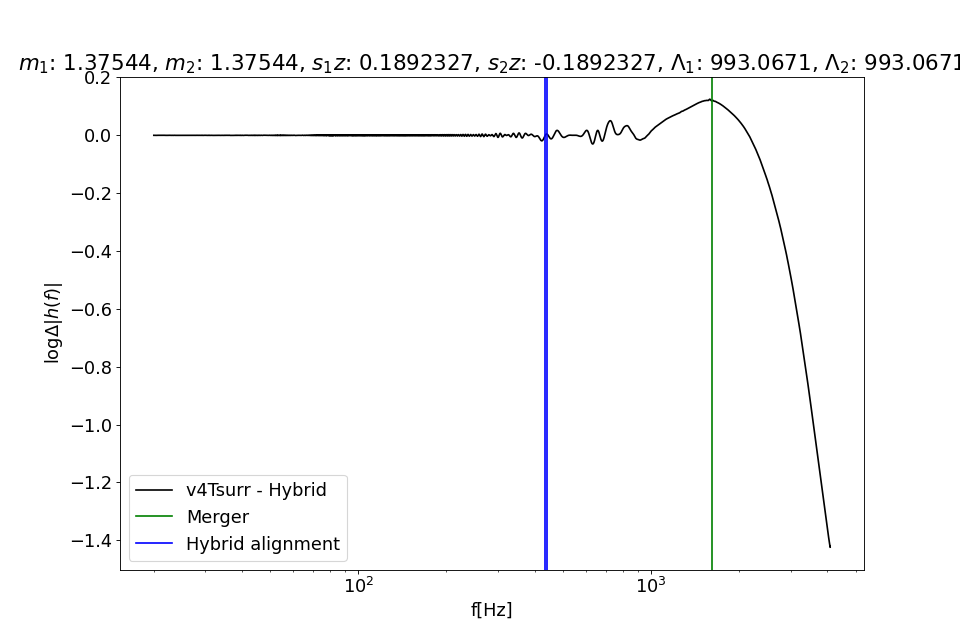 m₁: 1.37544, m₂: 1.37544, s₁z: 0.1892327, s₂z: -0.1892327, Λ₁: 993.0671, Λ₂: 993.0671
0.2
0.0
−0.2
−0.4
−0.6
−0.8
−1.0
−1.2
−1.4
logΔ|h(f)|
v4Tsurr - Hybrid
Merger
Hybrid alignment
10²
10³
f[Hz]